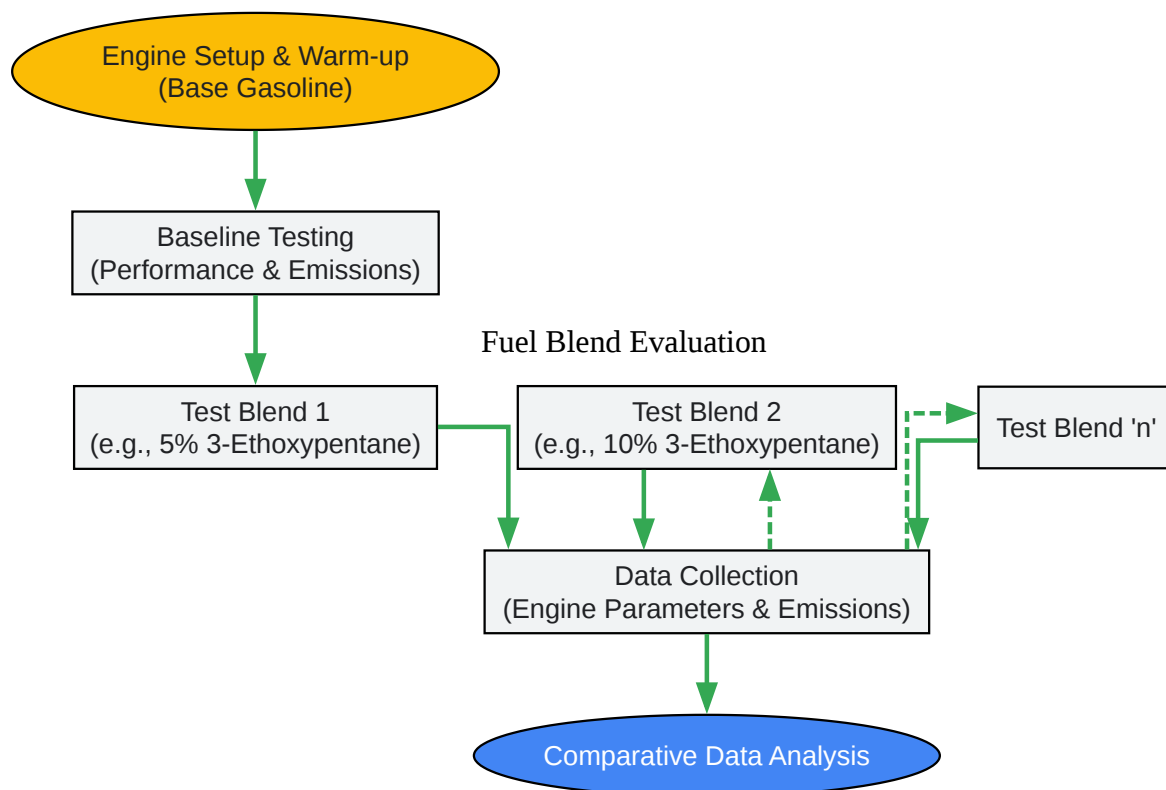 Engine Setup & Warm-up
(Base Gasoline)
Baseline Testing
(Performance & Emissions)
Fuel Blend Evaluation
Test Blend 1
(e.g., 5% 3-Ethoxypentane)
Test Blend 2
(e.g., 10% 3-Ethoxypentane)
Test Blend 'n'
Data Collection
(Engine Parameters & Emissions)
Comparative Data Analysis